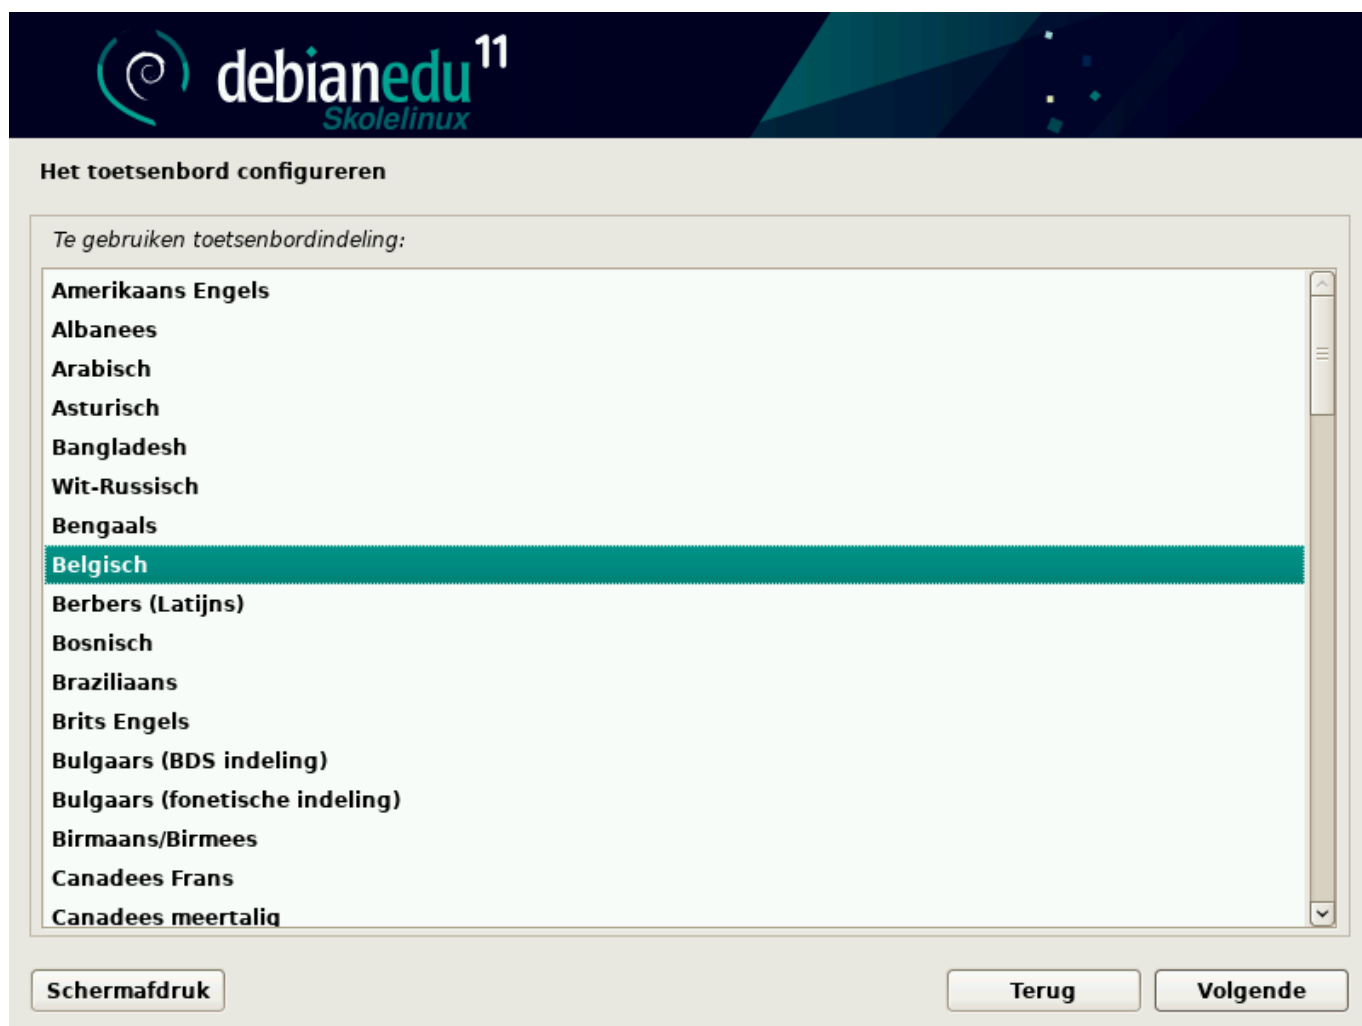 debianedu 11
Skolelinux
Het toetsenbord configureren
Te gebruiken toetsenbordindeling:
Amerikaans Engels
Albanees
Arabisch
Asturisch
Bangladesh
Wit-Russisch
Bengaals
Belgisch
Berbers (Latijns)
Bosnisch
Braziliaans
Brits Engels
Bulgaars (BDS indeling)
Bulgaars (fonetische indeling)
Birmaans/Birmees
Canadees Frans
Canadees meertalig
Schermafdruk
Terug
Volgende